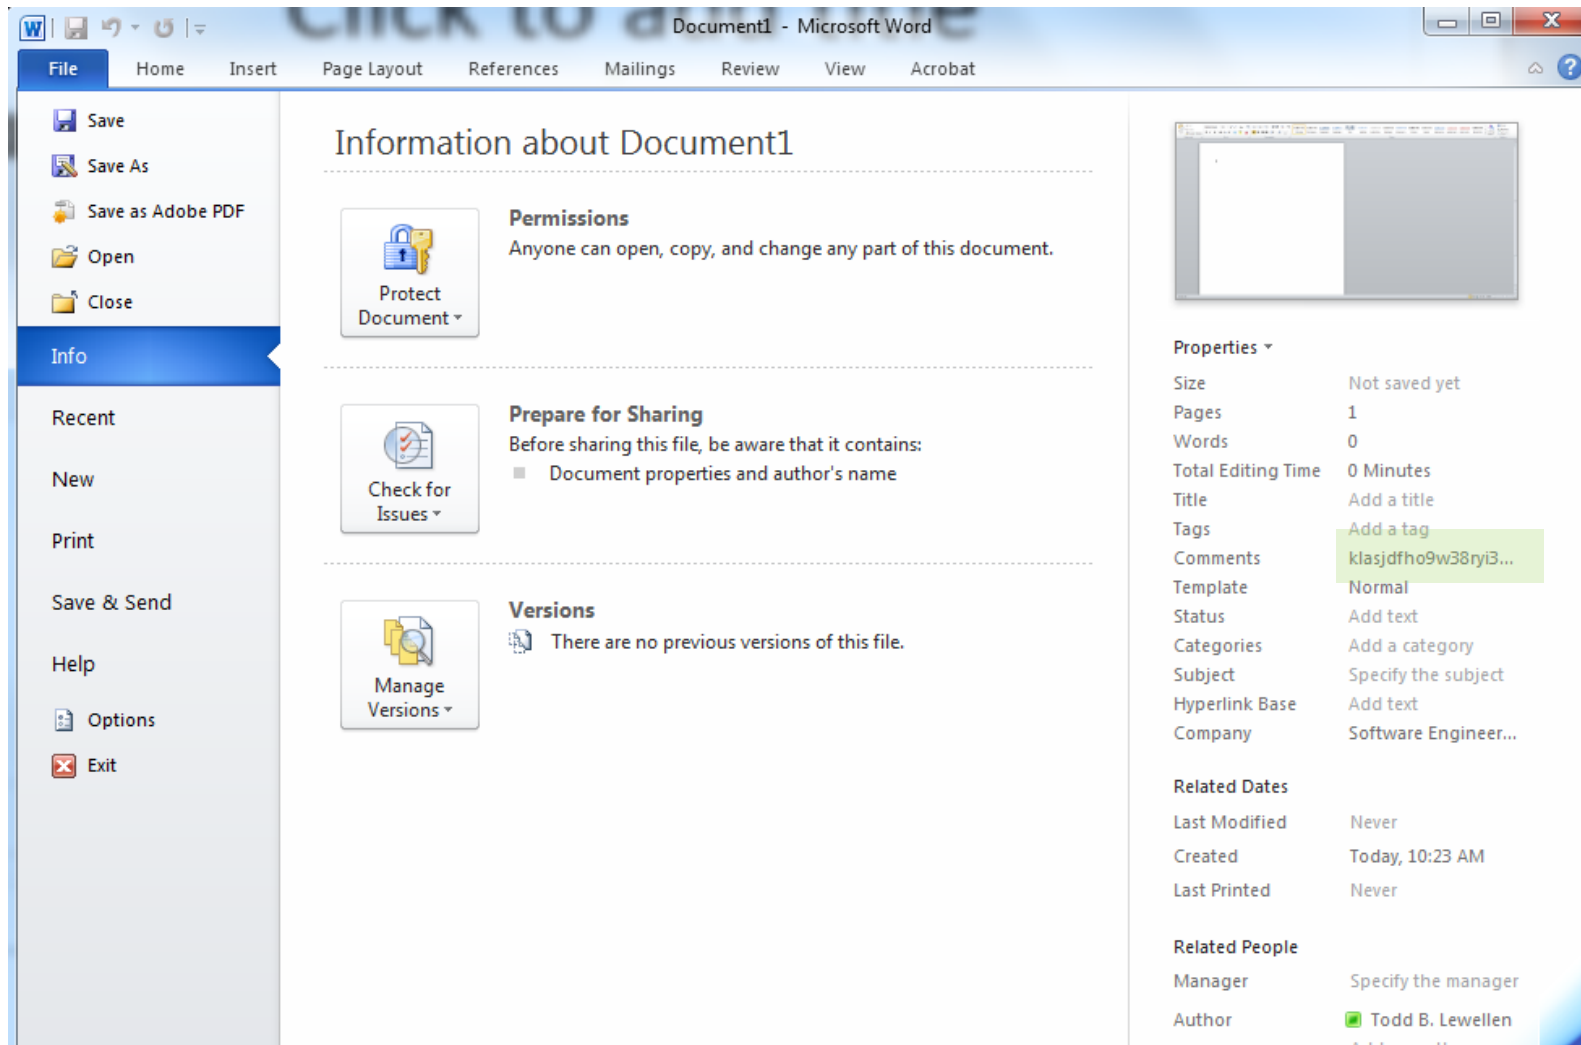 Click to add title
Document1 - Microsoft Word
File Home Insert Page Layout References Mailings Review View Acrobat
Save
Save As
Save as Adobe PDF
Open
Close
Info
Recent
New
Print
Save & Send
Help
Options
Exit
Information about Document1
Protect
Document
Permissions
Anyone can open, copy, and change any part of this document.
Check for
Issues
Prepare for Sharing
Before sharing this file, be aware that it contains:
Document properties and author's name
Manage
Versions
Versions
There are no previous versions of this file.
Properties
Size Not saved yet
Pages 1
Words 0
Total Editing Time 0 Minutes
Title Add a title
Tags Add a tag
Comments klasjdfho9w38ryi3...
Template Normal
Status Add text
Categories Add a category
Subject Specify the subject
Hyperlink Base Add text
Company Software Engineer...
Related Dates
Last Modified Never
Created Today, 10:23 AM
Last Printed Never
Related People
Manager Specify the manager
Author Todd B. Lewellen